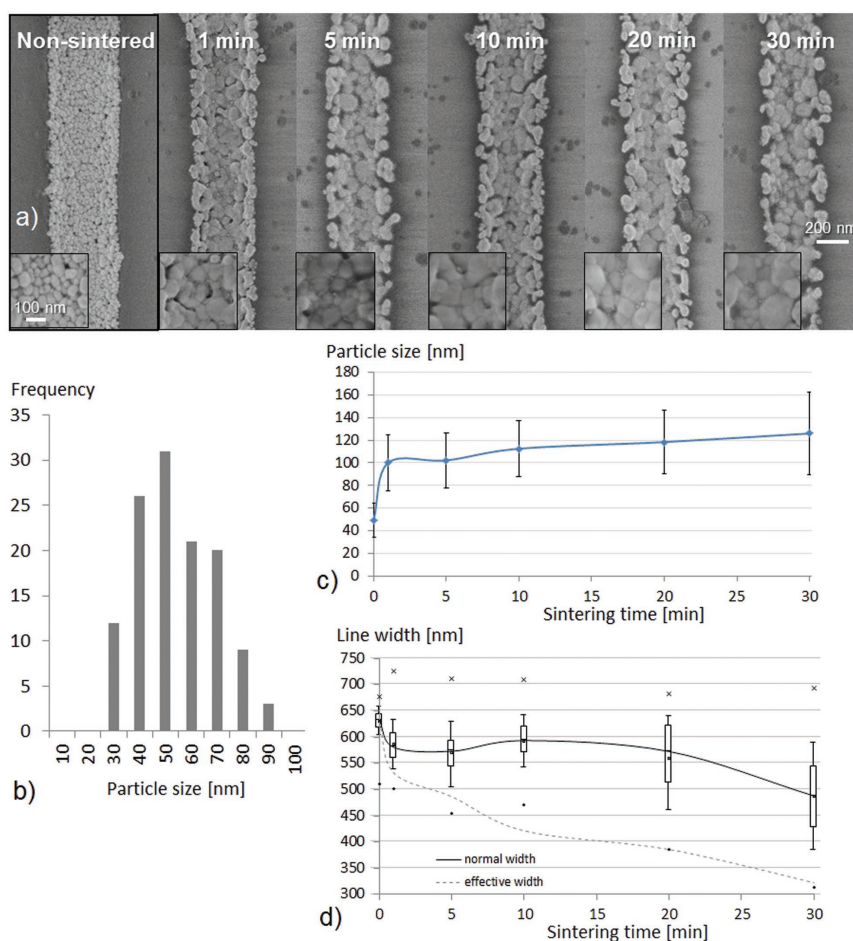 Non-sintered 1 min 5 min 10 min 20 min 30 min
a)
200 nm
100 nm
Particle size [nm]
180
160
140
120
100
80
60
40
20
0
0 5 10 15 20 25 30
c) Sintering time [min]
Frequency
35
30
25
20
15
10
5
0
10 20 30 40 50 60 70 80 90 100
b) Particle size [nm]
Line width [nm]
750
700
650
600
550
500
450
400
350
300
normal width
effective width
0 5 10 15 20 25 30
d) Sintering time [min]